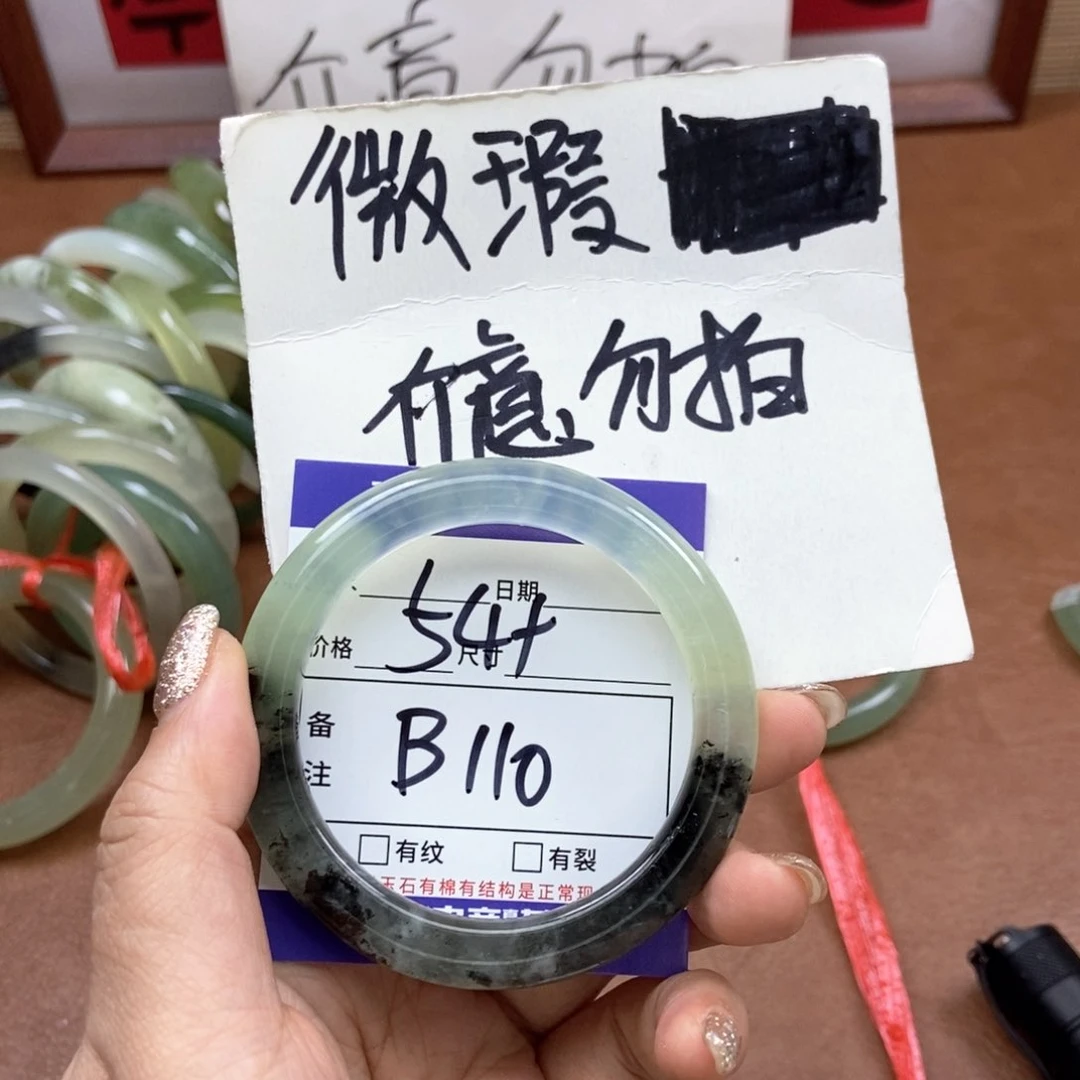 介意勿拍
微瑕
介意勿拍
日期
54+
价格 尺寸
备注
B110
有纹 有裂
玉石有棉有结构是正常现